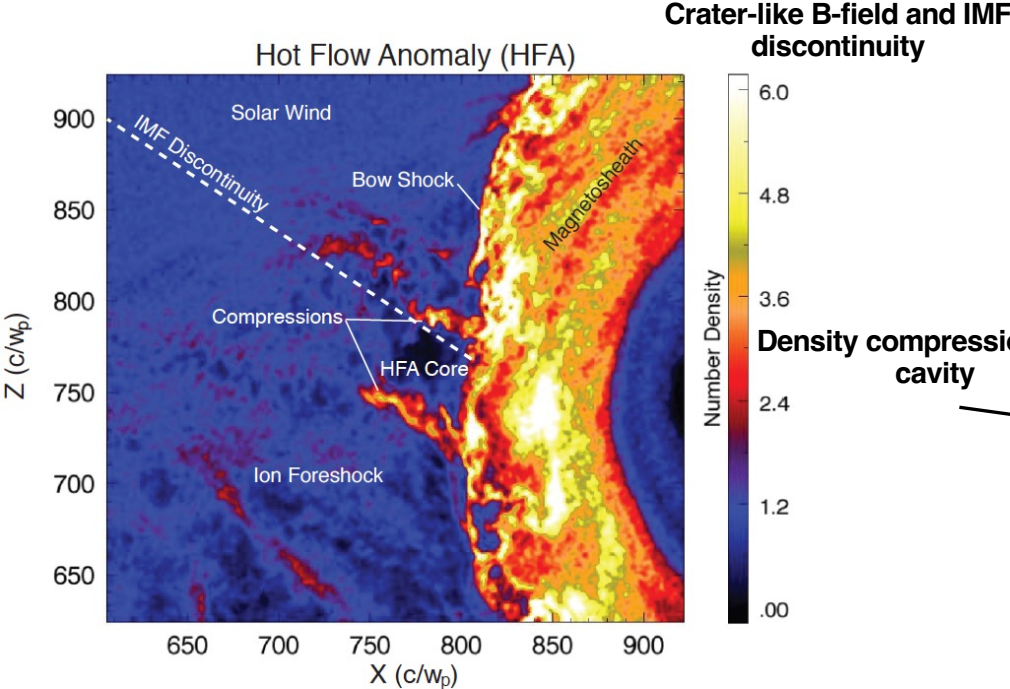 Crater-like B-field and IMF
discontinuity
Hot Flow Anomaly (HFA)
Solar Wind
IMF Discontinuity
Bow Shock
Magnetosheath
Compressions
HFA Core
Ion Foreshock
900
850
800
750
700
650
Z (c/wp)
650 700 750 800 850 900
X (c/wp)
6.0
4.8
3.6
2.4
1.2
.00
Number Density
Density compressio
cavity